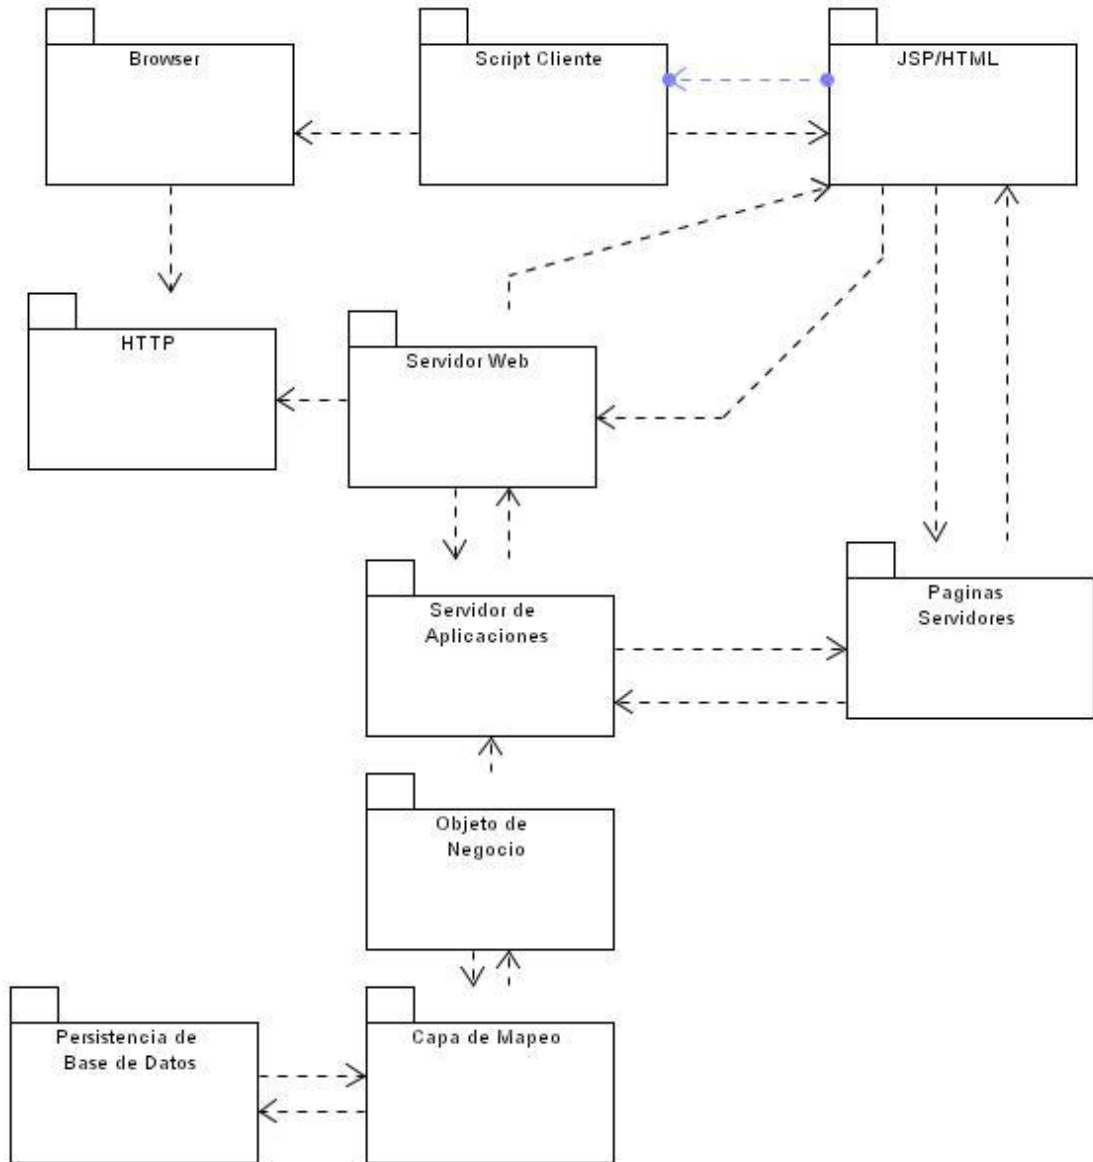 Browser
Script Cliente
JSP/HTML
HTTP
Servidor Web
Servidor de
Aplicaciones
Paginas
Servidores
Objeto de
Negocio
Persistencia de
Base de Datos
Capa de Mapeo